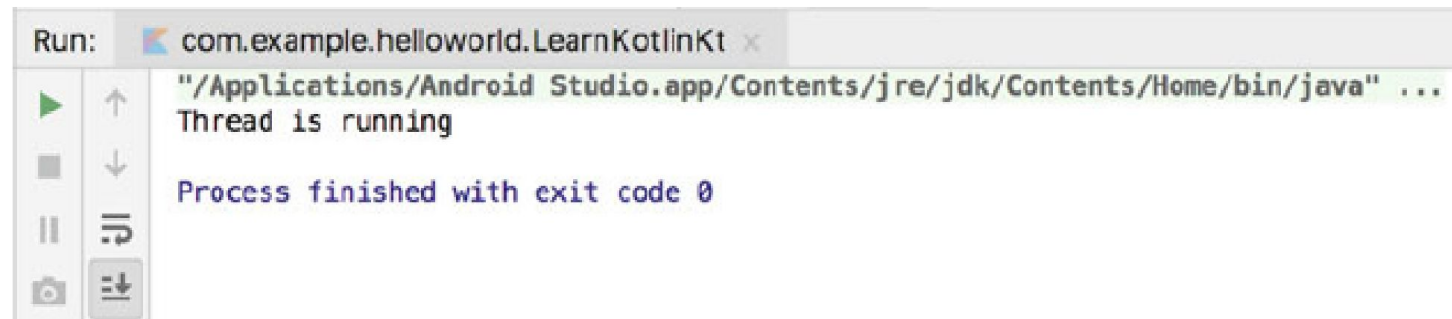 Run: com.example.helloworld.LearnKotlinKt
"/Applications/Android Studio.app/Contents/jre/jdk/Contents/Home/bin/java" ...
Thread is running
Process finished with exit code 0